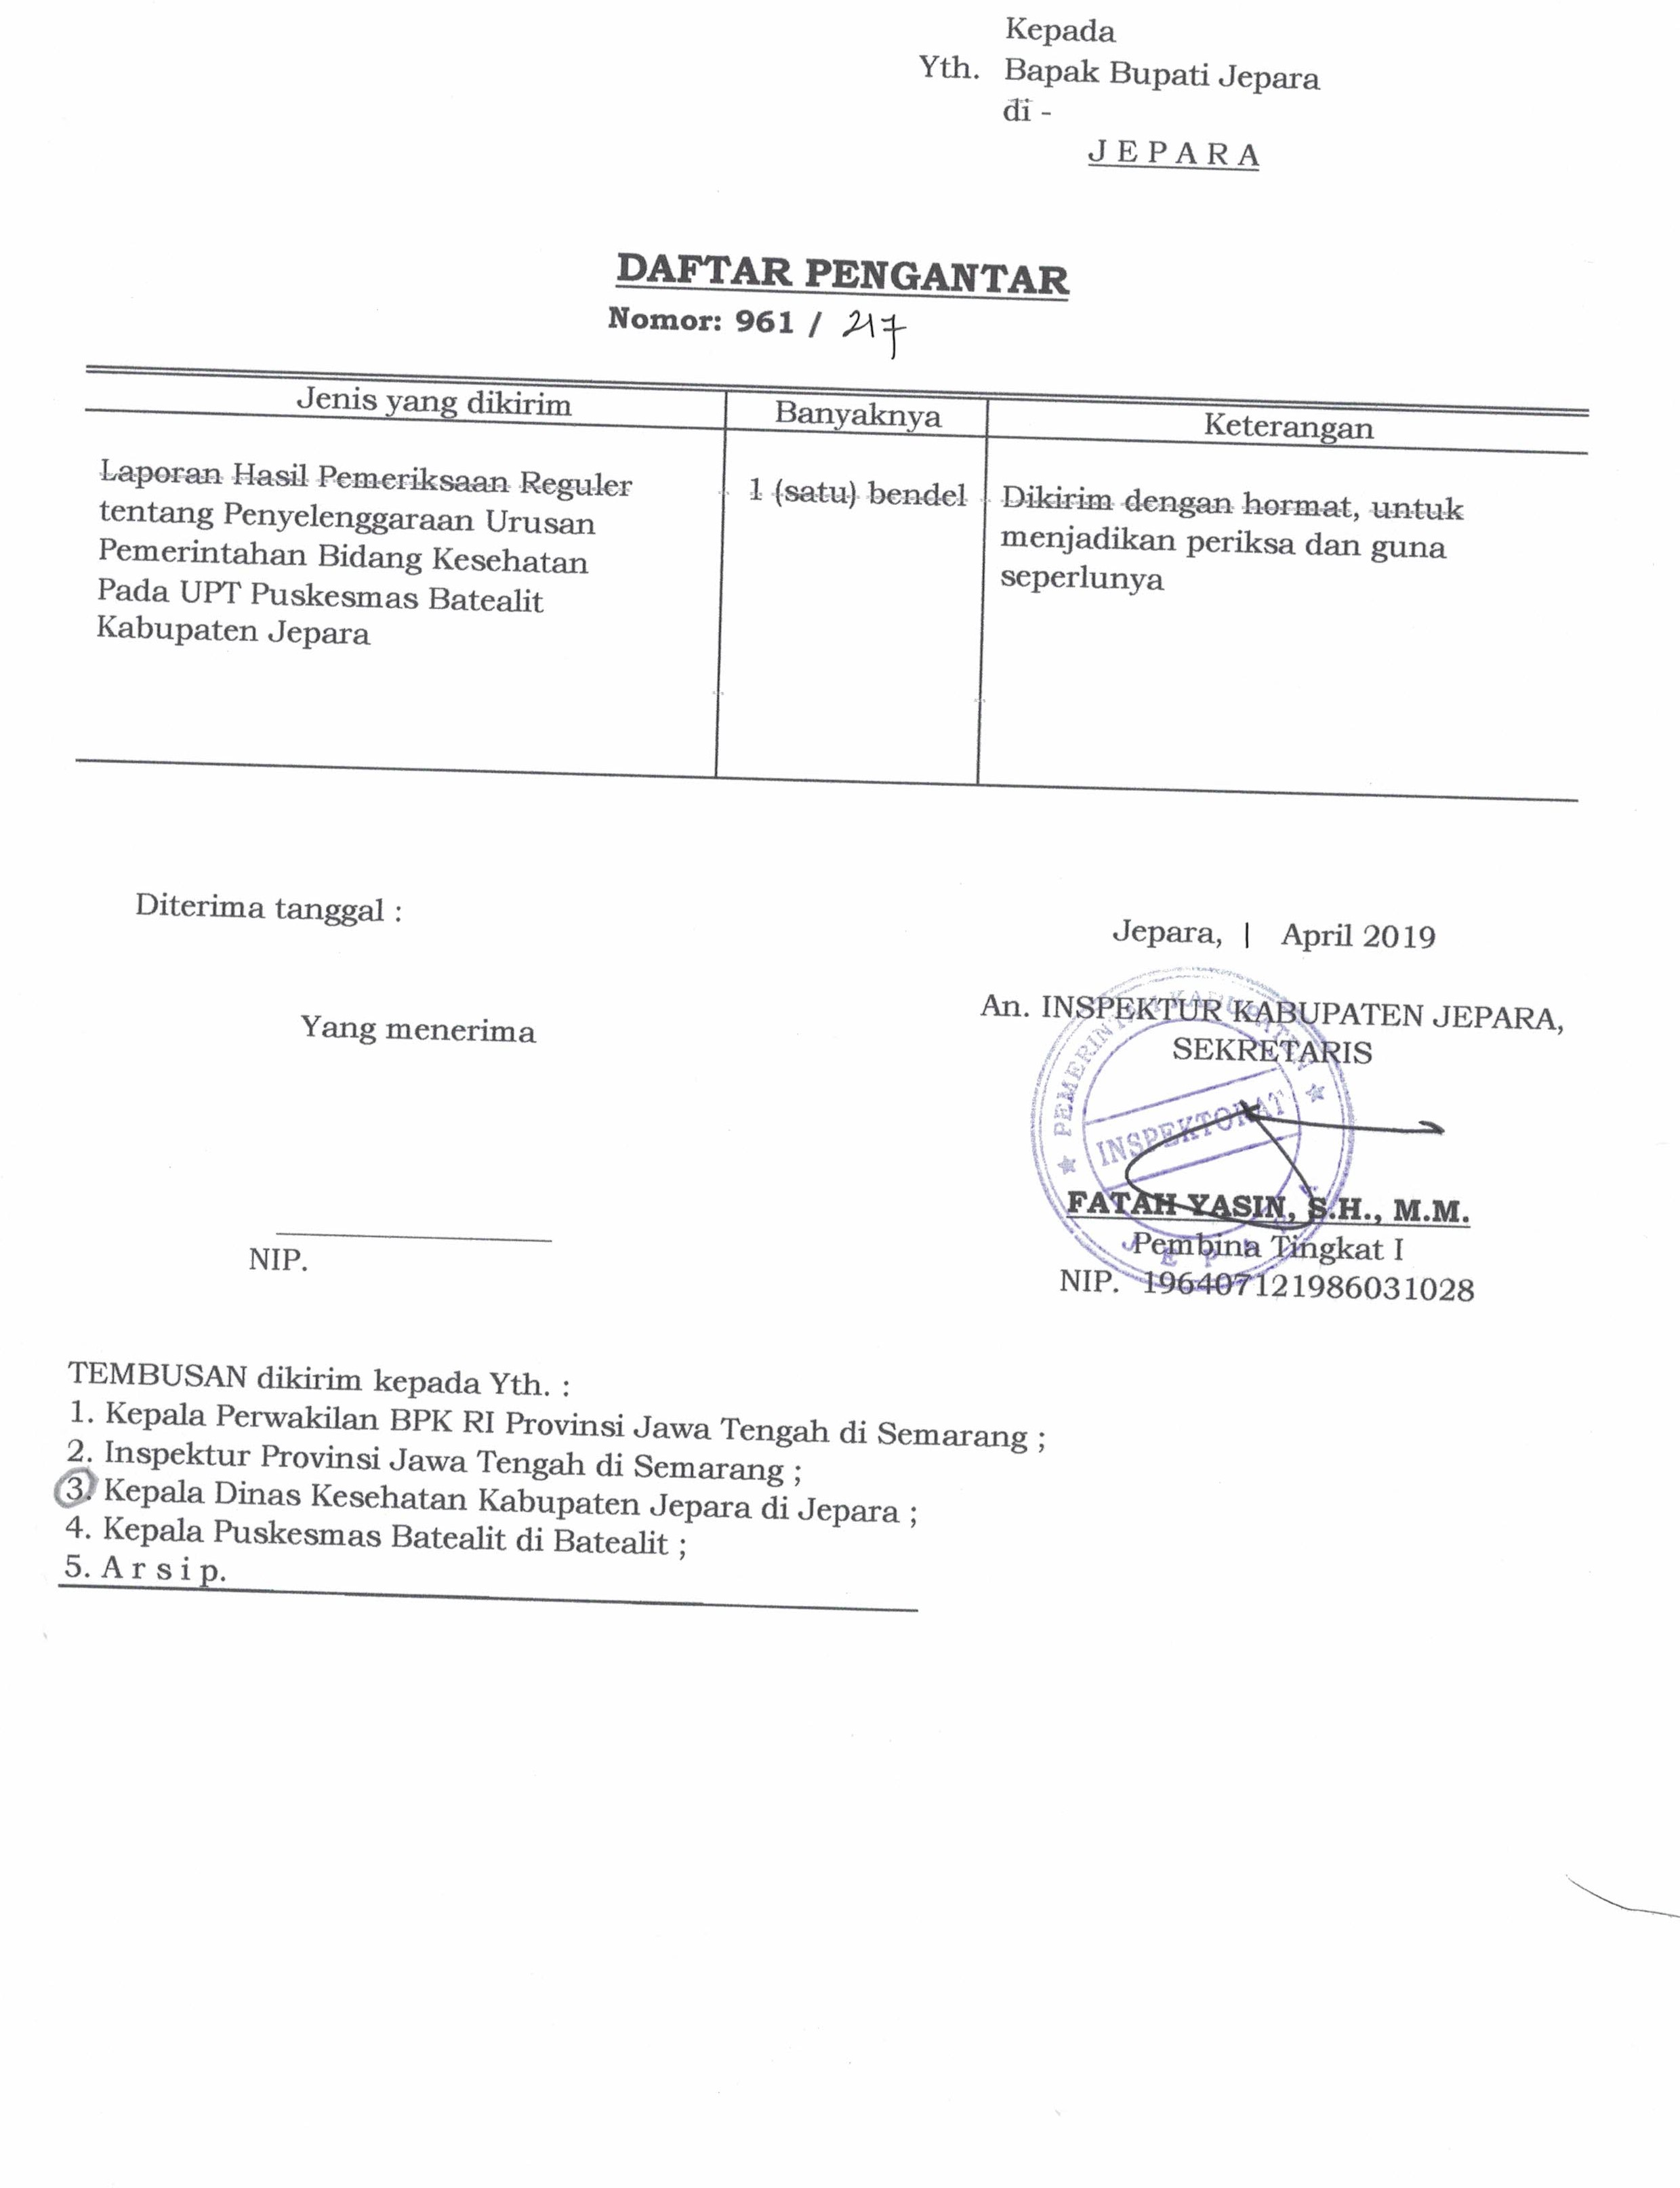 Kepada
Yth. Bapak Bupati Jepara
di -
J E P A R A
DAFTAR PENGANTAR
Nomor: 961 / 217
Jenis yang dikirim Banyaknya Keterangan
Laporan Hasil Pemeriksaan Reguler
tentang Penyelenggaraan Urusan
Pemerintahan Bidang Kesehatan
Pada UPT Puskesmas Batealit
Kabupaten Jepara
1 (satu) bendel
Dikirim dengan hormat, untuk
menjadikan periksa dan guna
seperlunya
Diterima tanggal :
Yang menerima
NIP.
Jepara, 1 April 2019
An. INSPEKTUR KABUPATEN JEPARA,
SEKRETARIS
PEMERINTAH KABUPATEN
INSPEKTORAT
J E P A R A
FATAH YASIN, S.H., M.M.
Pembina Tingkat I
NIP. 196407121986031028
TEMBUSAN dikirim kepada Yth. :
1. Kepala Perwakilan BPK RI Provinsi Jawa Tengah di Semarang ;
2. Inspektur Provinsi Jawa Tengah di Semarang ;
3. Kepala Dinas Kesehatan Kabupaten Jepara di Jepara ;
4. Kepala Puskesmas Batealit di Batealit ;
5. A r s i p.